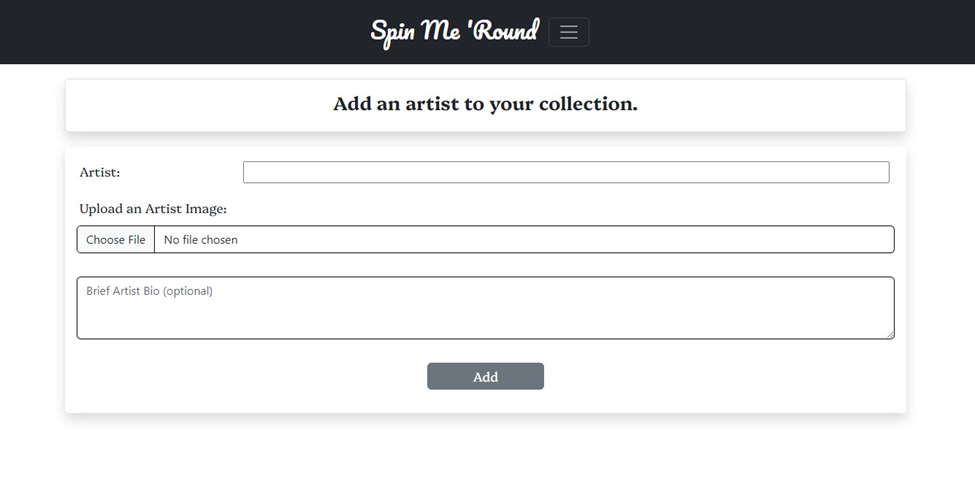 Spin Me 'Round
Add an artist to your collection.
Artist:
Upload an Artist Image:
Choose File No file chosen
Brief Artist Bio (optional)
Add